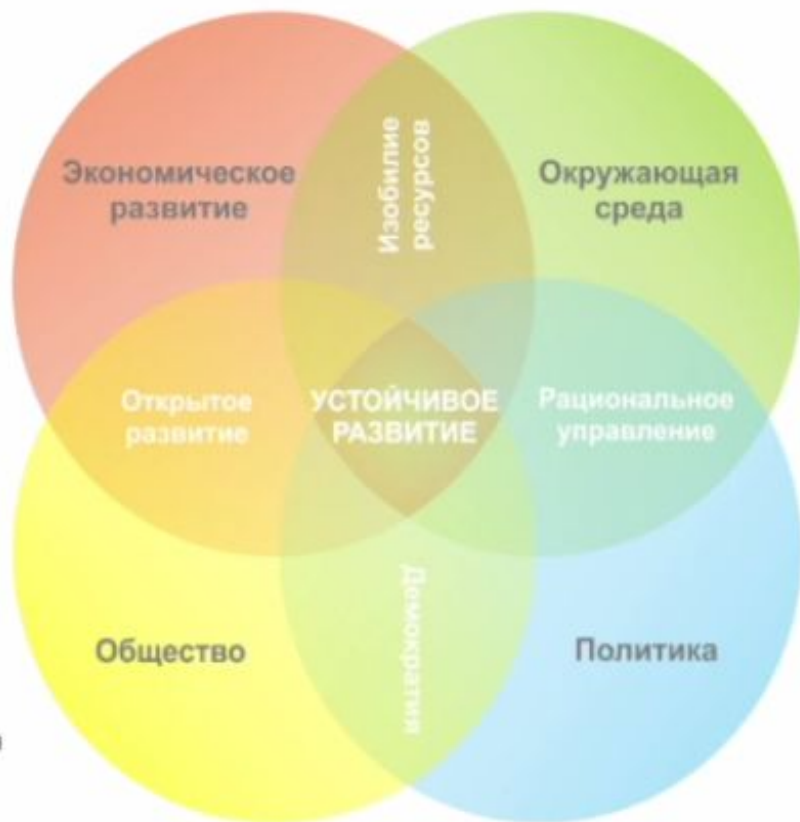 Изобилие
ресурсов
Экономическое
развитие
Окружающая
среда
Открытое
развитие
УСТОЙЧИВОЕ
РАЗВИТИЕ
Рациональное
управление
Демократия
Общество
Политика